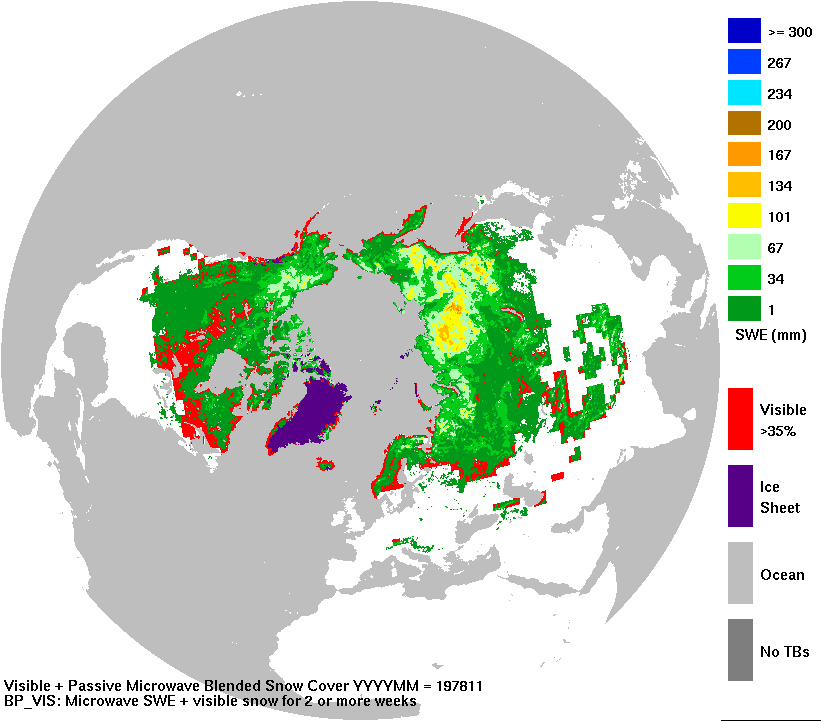 >= 300
267
234
200
167
134
101
67
34
1
SWE (mm)
Visible
>35%
Ice
Sheet
Ocean
No TBs
Visible + Passive Microwave Blended Snow Cover YYYYMM = 197811
BP_VIS: Microwave SWE + visible snow for 2 or more weeks